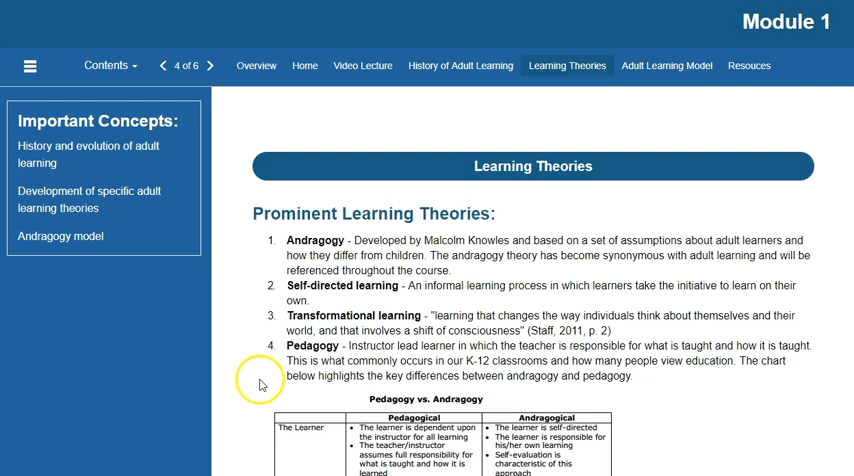 Module 1
Contents
4 of 6
Overview
Home
Video Lecture
History of Adult Learning
Learning Theories
Adult Learning Model
Resouces
Important Concepts:
History and evolution of adult
learning
Development of specific adult
learning theories
Andragogy model
Learning Theories
Prominent Learning Theories:
1. Andragogy - Developed by Malcolm Knowles and based on a set of assumptions about adult learners and
how they differ from children. The andragogy theory has become synonymous with adult learning and will be
referenced throughout the course.
2. Self-directed learning - An informal learning process in which learners take the initiative to learn on their
own.
3. Transformational learning - "learning that changes the way individuals think about themselves and their
world, and that involves a shift of consciousness" (Staff, 2011, p. 2)
4. Pedagogy - Instructor lead learner in which the teacher is responsible for what is taught and how it is taught.
This is what commonly occurs in our K-12 classrooms and how many people view education. The chart
below highlights the key differences between andragogy and pedagogy.
Pedagogy vs. Andragogy
Pedagogical
Andragogical
The Learner
• The learner is dependent upon
the instructor for all learning
• The teacher/instructor
assumes full responsibility for
what is taught and how it is
learned
• The learner is self-directed
• The learner is responsible for
his/her own learning
• Self-evaluation is
characteristic of this
approach